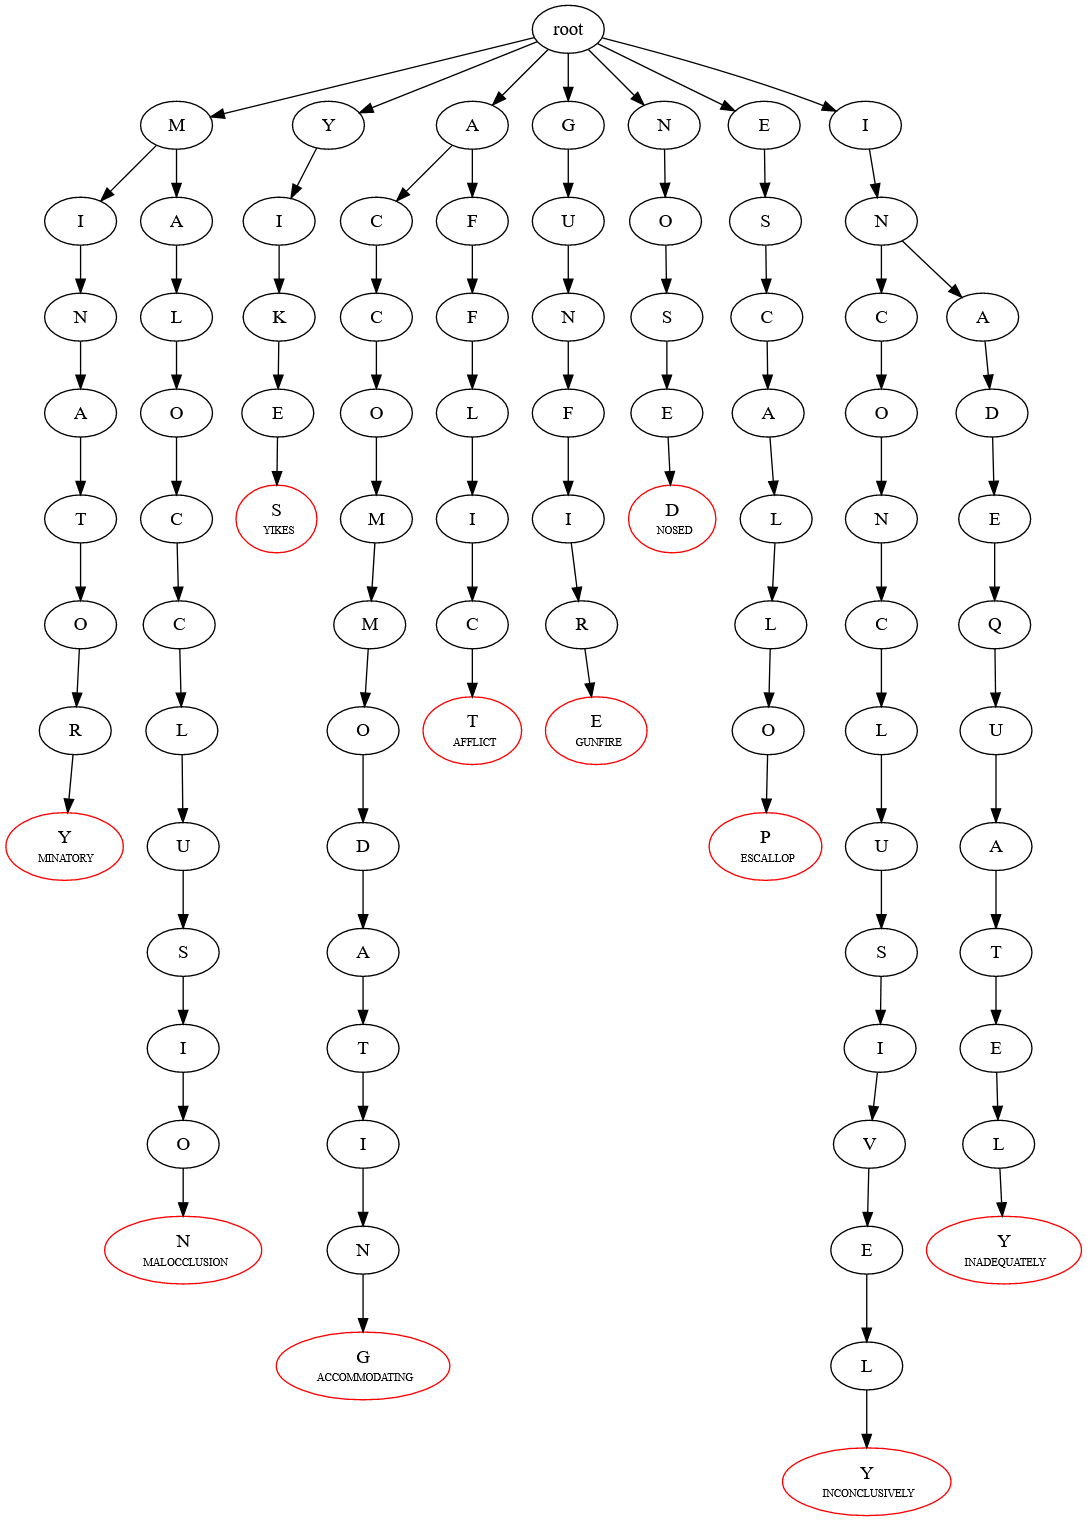 root
M Y A G N E I
I A I C F U O S N
N L K C F N S C C A
A O E O L F E A O D
T C S M I I D L N E
YIKES NOSED
O C M C R L C Q
R L O T E O L U
AFFLICT GUNFIRE
Y U D P U A
MINATORY ESCALLOP
S A S T
I T I E
O I V L
N N E Y
MALOCCLUSION INADEQUATELY
G L
ACCOMMODATING
Y
INCONCLUSIVELY